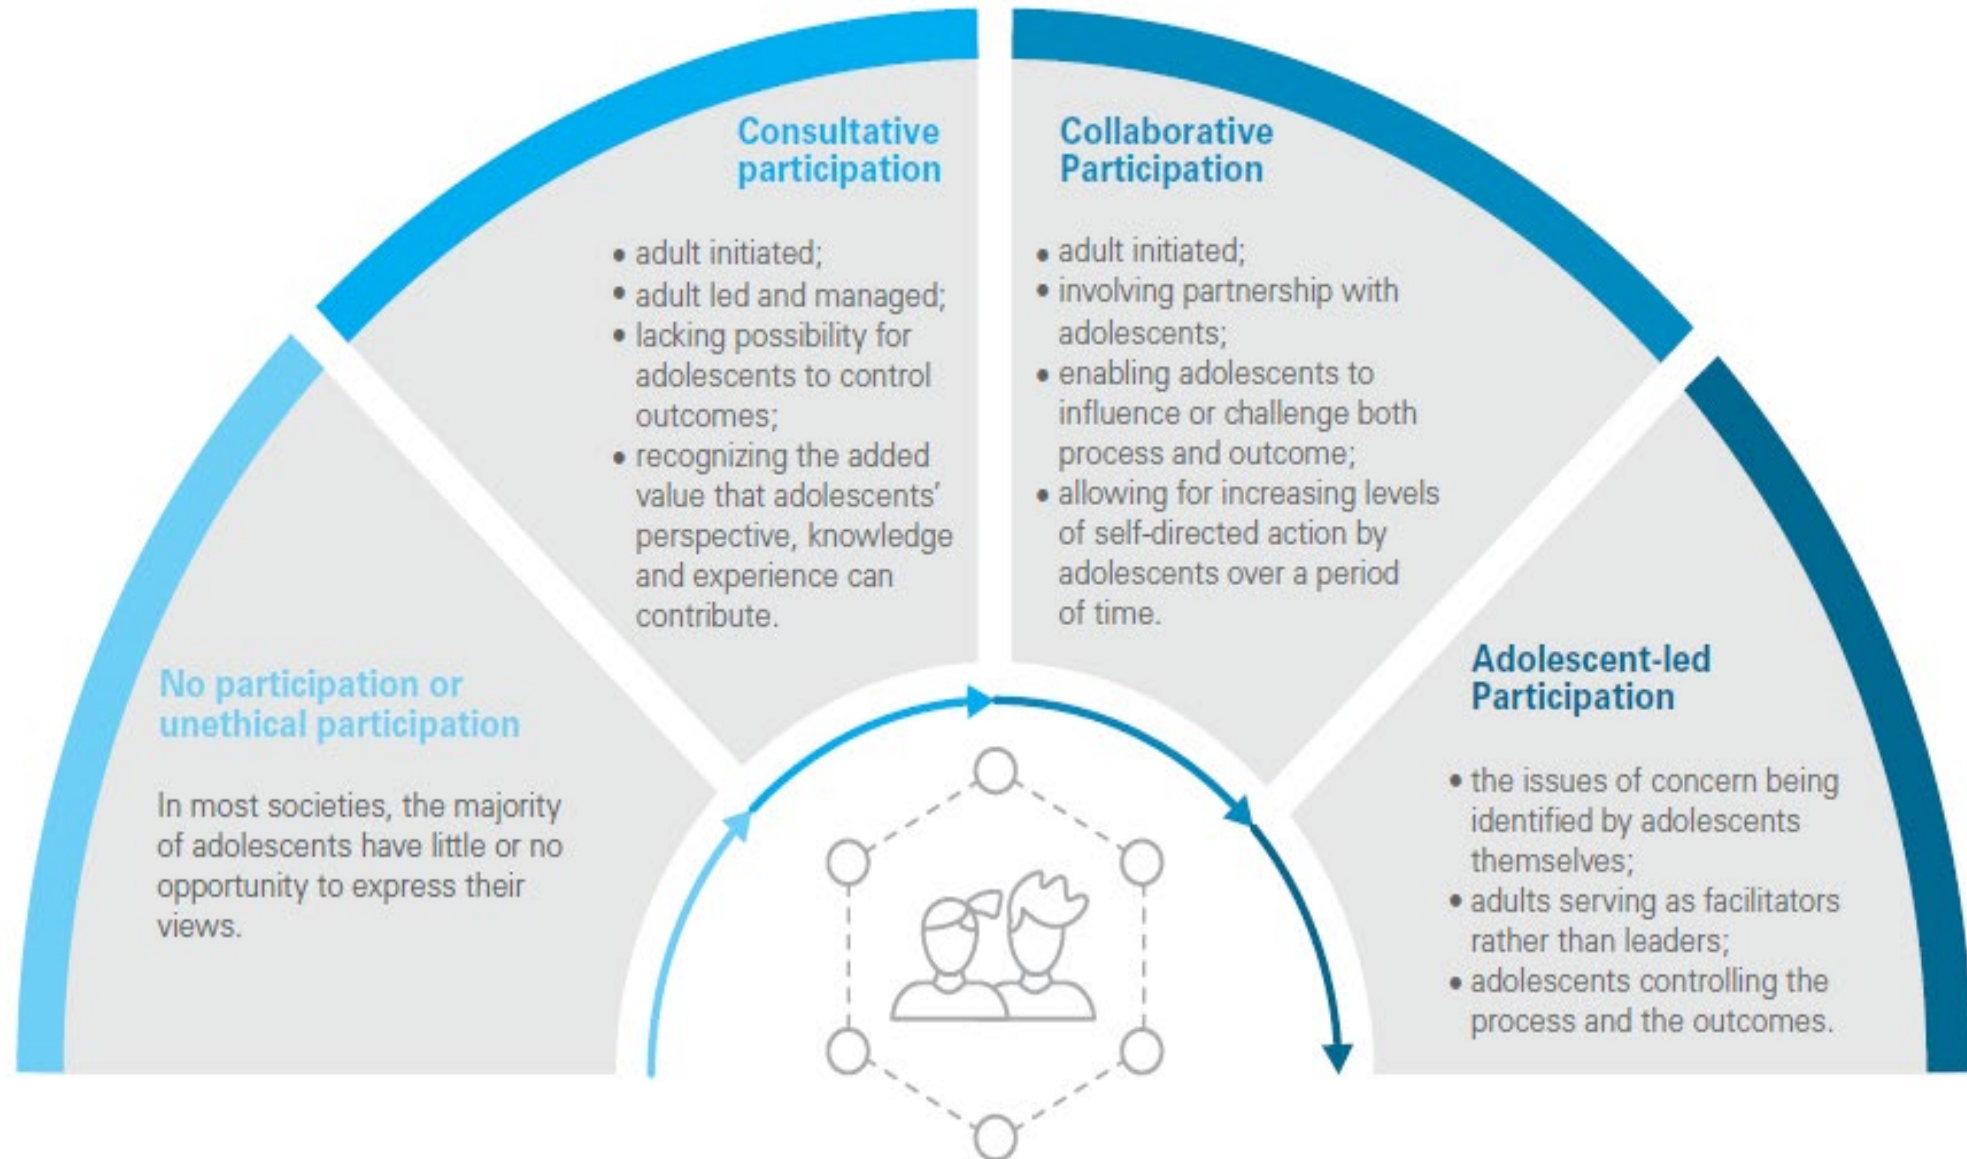 No participation or
unethical participation
In most societies, the majority
of adolescents have little or no
opportunity to express their
views.
Consultative
participation
• adult initiated;
• adult led and managed;
• lacking possibility for
adolescents to control
outcomes;
• recognizing the added
value that adolescents’
perspective, knowledge
and experience can
contribute.
Collaborative
Participation
• adult initiated;
• involving partnership with
adolescents;
• enabling adolescents to
influence or challenge both
process and outcome;
• allowing for increasing levels
of self-directed action by
adolescents over a period
of time.
Adolescent-led
Participation
• the issues of concern being
identified by adolescents
themselves;
• adults serving as facilitators
rather than leaders;
• adolescents controlling the
process and the outcomes.